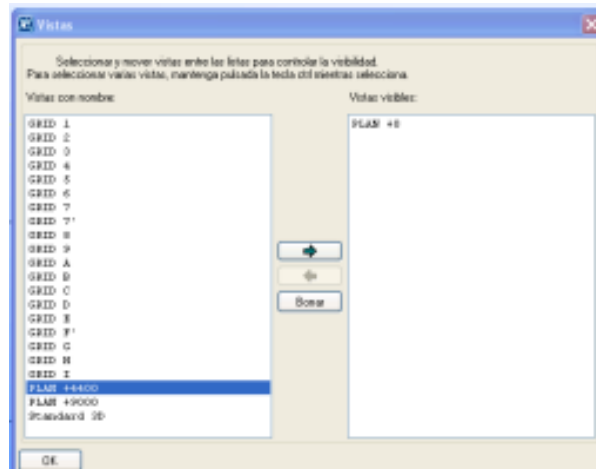 Vistas
Seleccionar y mover vistas entre las listas para controlar la visibilidad.
Para seleccionar varias vistas, mantenga pulsada la tecla ctrl mientras selecciona.
Vistas con nombre:
Vistas visibles:
GRID 1
GRID 2
GRID 3
GRID 4
GRID 5
GRID 6
GRID 7
GRID 7'
GRID 8
GRID 9
GRID A
GRID B
GRID C
GRID D
GRID E
GRID F'
GRID G
GRID H
GRID I
PLAN +4400
PLAN +9000
Standard 3D
PLAN +0
Borrar
OK